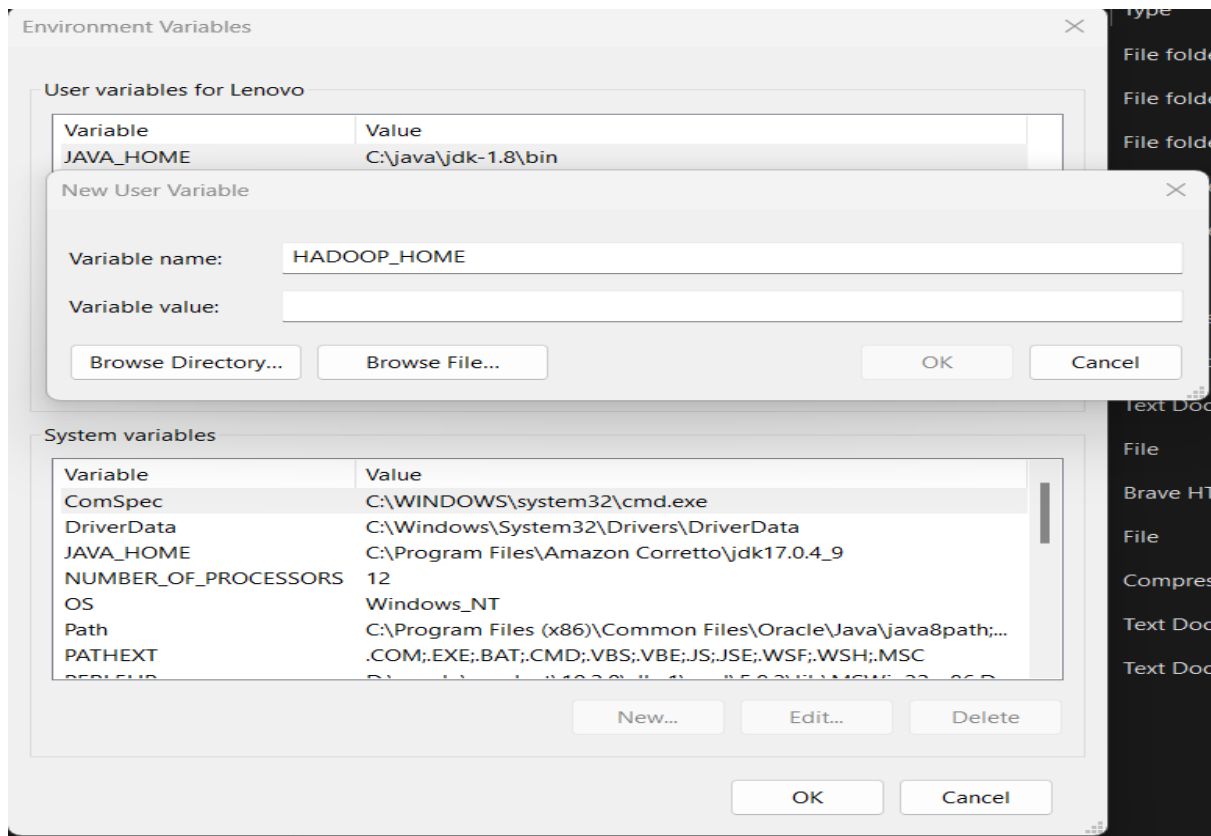 Environment Variables
Type
File folde
User variables for Lenovo
File folde
Variable Value
File folde
JAVA_HOME C:\java\jdk-1.8\bin
New User Variable
Variable name: HADOOP_HOME
Variable value:
Browse Directory... Browse File... OK Cancel
Text Doc
System variables
File
Variable Value
Brave HT
ComSpec C:\WINDOWS\system32\cmd.exe
DriverData C:\Windows\System32\Drivers\DriverData
File
JAVA_HOME C:\Program Files\Amazon Corretto\jdk17.0.4_9
NUMBER_OF_PROCESSORS 12
Compres
OS Windows_NT
Path C:\Program Files (x86)\Common Files\Oracle\Java\java8path;...
Text Doc
PATHEXT .COM;.EXE;.BAT;.CMD;.VBS;.VBE;.JS;.JSE;.WSF;.WSH;.MSC
Text Doc
New... Edit... Delete
OK Cancel